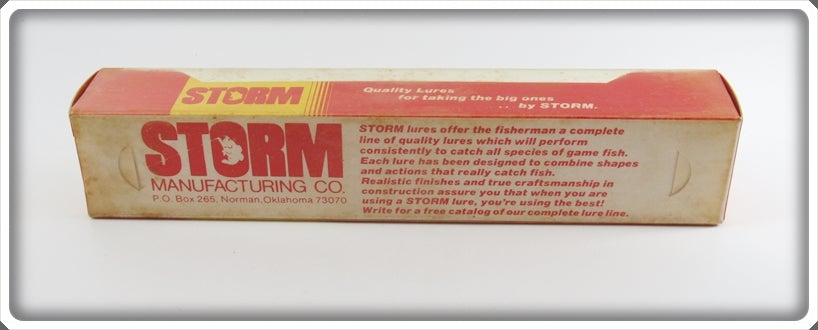 STORM
Quality Lures
for taking the big ones
.. by STORM.
STORM
MANUFACTURING CO.
P.O. Box 265, Norman, Oklahoma 73070
STORM lures offer the fisherman a complete
line of quality lures which will perform
consistently to catch all species of game fish.
Each lure has been designed to combine shapes
and actions that really catch fish.
Realistic finishes and true craftsmanship in
construction assure you that when you are
using a STORM lure, you're using the best!
Write for a free catalog of our complete lure line.